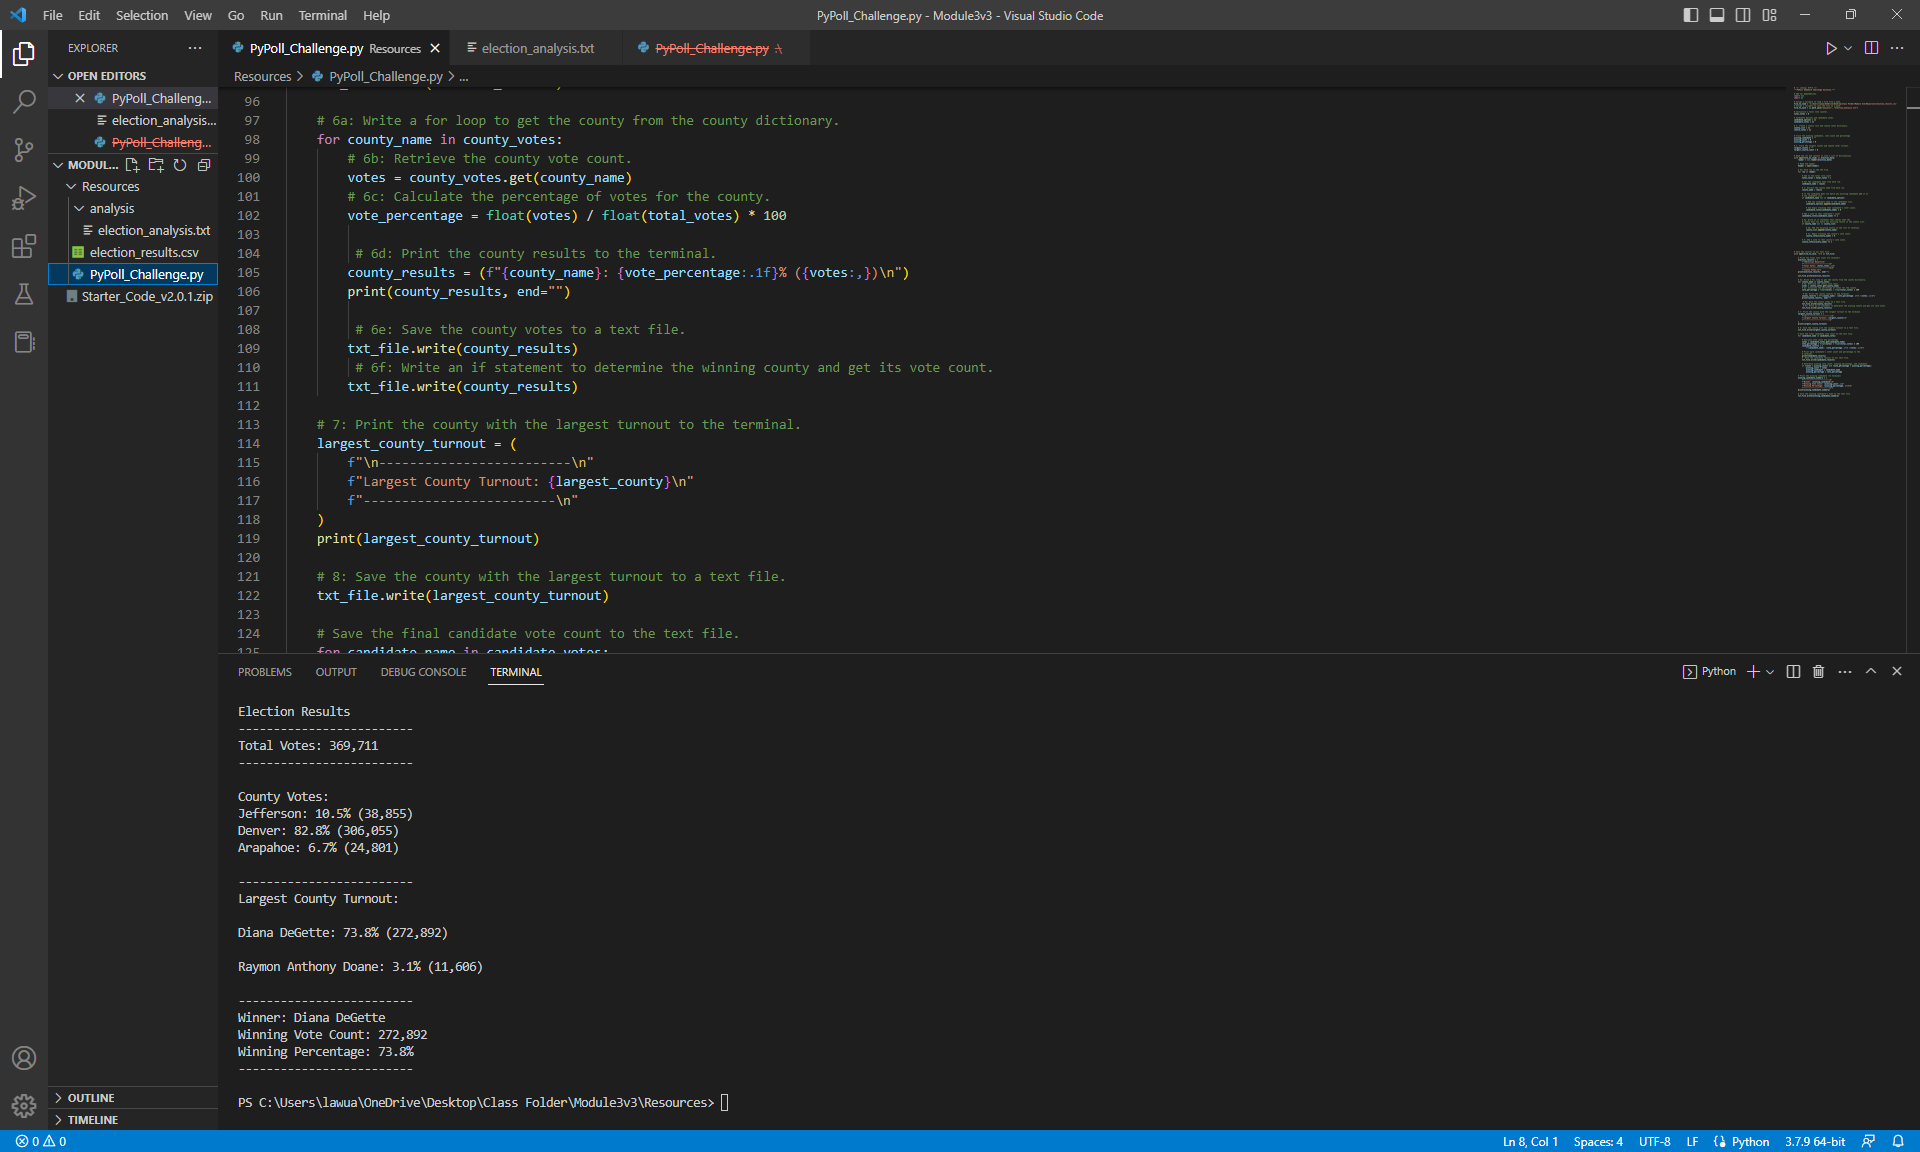 File Edit Selection View Go Run Terminal Help
PyPoll_Challenge.py - Module3v3 - Visual Studio Code
EXPLORER
OPEN EDITORS
PyPoll_Challeng...
election_analysis...
PyPoll_Challeng...
MODUL...
Resources
analysis
election_analysis.txt
election_results.csv
PyPoll_Challenge.py
Starter_Code_v2.0.1.zip
OUTLINE
TIMELINE
PyPoll_Challenge.py Resources
election_analysis.txt
PyPoll_Challenge.py
Resources > PyPoll_Challenge.py > ...
96
97 # 6a: Write a for loop to get the county from the county dictionary.
98 for county_name in county_votes:
99 # 6b: Retrieve the county vote count.
100 votes = county_votes.get(county_name)
101 # 6c: Calculate the percentage of votes for the county.
102 vote_percentage = float(votes) / float(total_votes) * 100
103
104 # 6d: Print the county results to the terminal.
105 county_results = (f"{county_name}: {vote_percentage:.1f}% ({votes:,})\n")
106 print(county_results, end="")
107
108 # 6e: Save the county votes to a text file.
109 txt_file.write(county_results)
110 # 6f: Write an if statement to determine the winning county and get its vote count.
111 txt_file.write(county_results)
112
113 # 7: Print the county with the largest turnout to the terminal.
114 largest_county_turnout = (
115 f"\n-------------------------\n"
116 f"Largest County Turnout: {largest_county}\n"
117 f"-------------------------\n"
118 )
119 print(largest_county_turnout)
120
121 # 8: Save the county with the largest turnout to a text file.
122 txt_file.write(largest_county_turnout)
123
124 # Save the final candidate vote count to the text file.
125 for candidate_name in candidate_votes:
PROBLEMS OUTPUT DEBUG CONSOLE TERMINAL
Python
Election Results
-------------------------
Total Votes: 369,711
-------------------------
County Votes:
Jefferson: 10.5% (38,855)
Denver: 82.8% (306,055)
Arapahoe: 6.7% (24,801)
-------------------------
Largest County Turnout:
Diana DeGette: 73.8% (272,892)
Raymon Anthony Doane: 3.1% (11,606)
-------------------------
Winner: Diana DeGette
Winning Vote Count: 272,892
Winning Percentage: 73.8%
-------------------------
PS C:\Users\lawua\OneDrive\Desktop\Class Folder\Module3v3\Resources>
0 0
Ln 8, Col 1 Spaces: 4 UTF-8 LF Python 3.7.9 64-bit